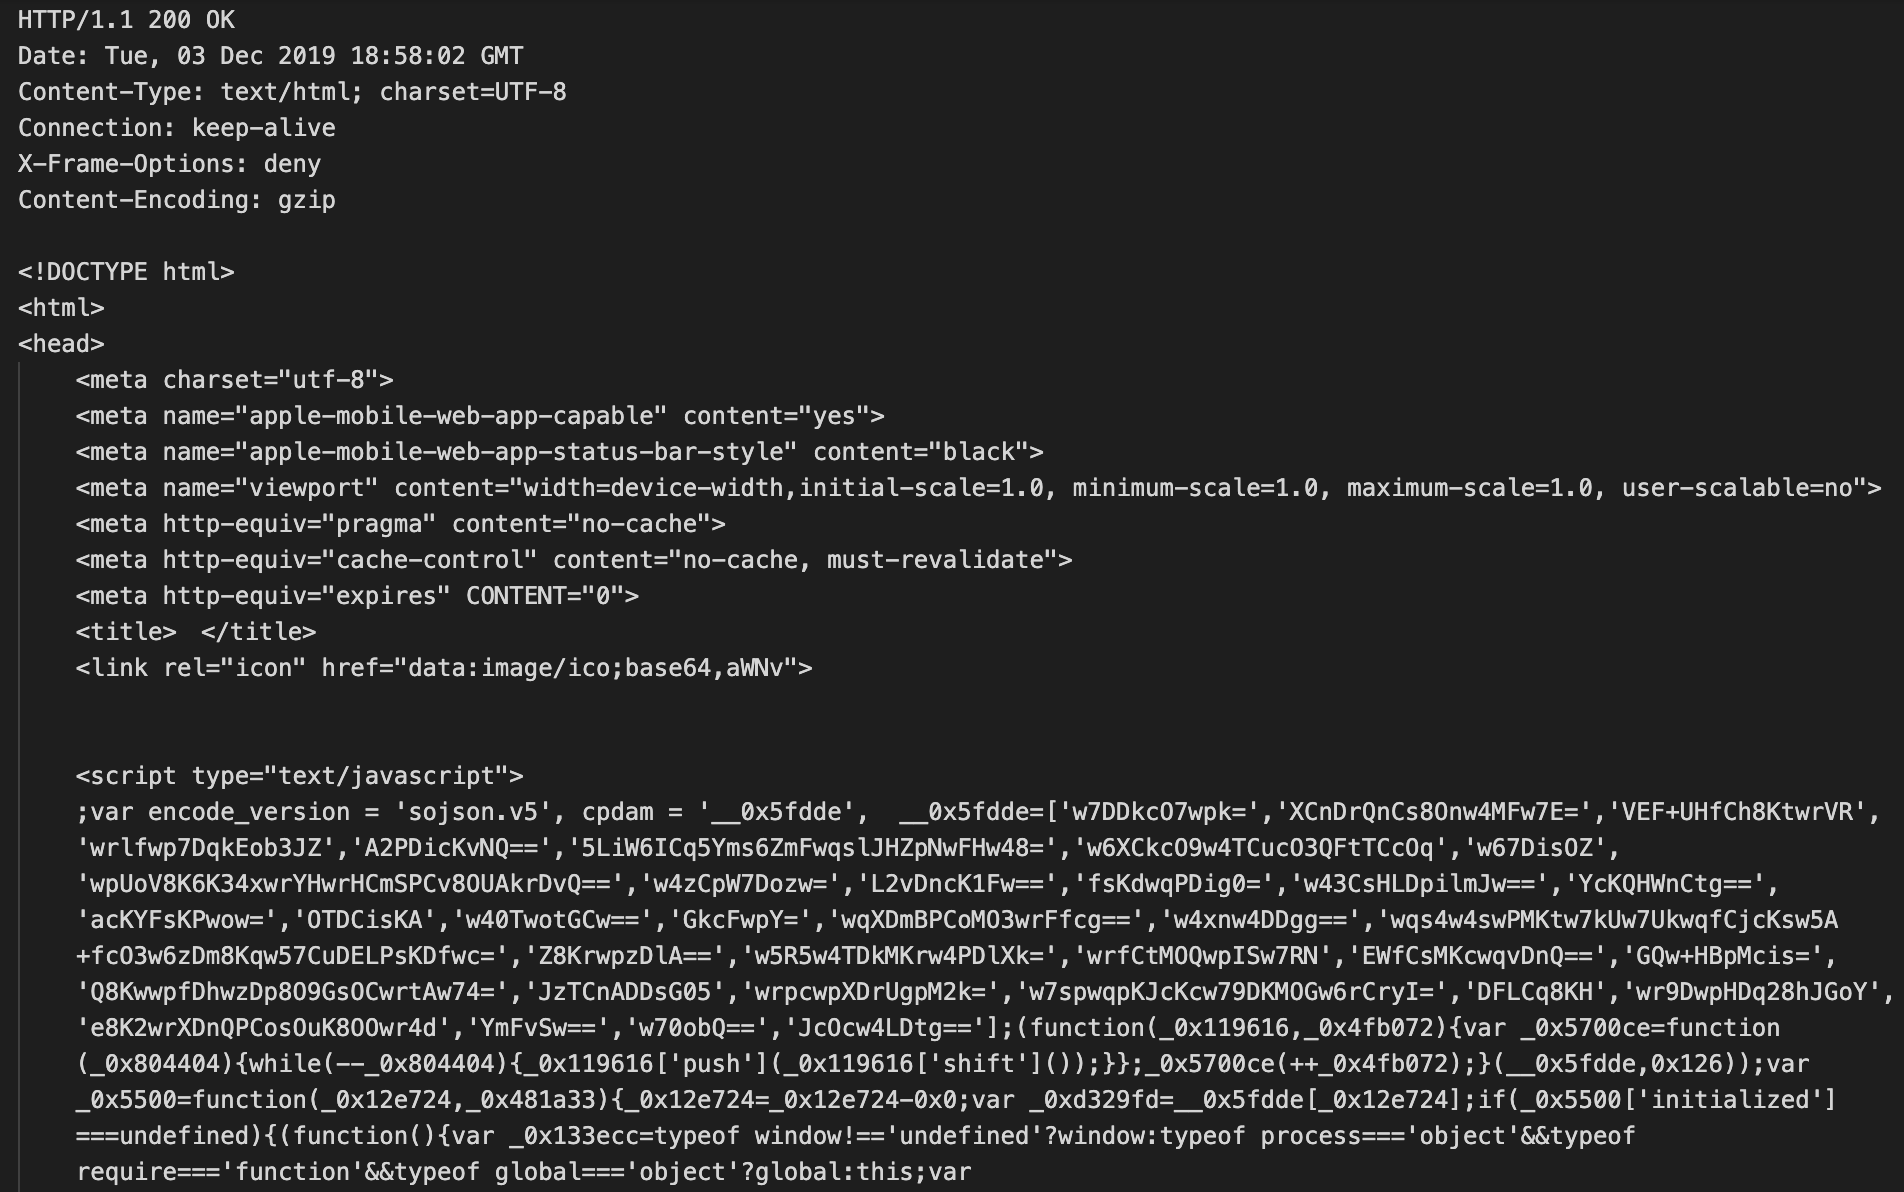 HTTP/1.1 200 OK
Date: Tue, 03 Dec 2019 18:58:02 GMT
Content-Type: text/html; charset=UTF-8
Connection: keep-alive
X-Frame-Options: deny
Content-Encoding: gzip
<!DOCTYPE html>
<html>
<head>
<meta charset="utf-8">
<meta name="apple-mobile-web-app-capable" content="yes">
<meta name="apple-mobile-web-app-status-bar-style" content="black">
<meta name="viewport" content="width=device-width,initial-scale=1.0, minimum-scale=1.0, maximum-scale=1.0, user-scalable=no">
<meta http-equiv="pragma" content="no-cache">
<meta http-equiv="cache-control" content="no-cache, must-revalidate">
<meta http-equiv="expires" CONTENT="0">
<title> </title>
<link rel="icon" href="data:image/ico;base64,aWNv">
<script type="text/javascript">
;var encode_version = 'sojson.v5', cpdam = '__0x5fdde',  __0x5fdde=['w7DDkcO7wpk=','XCnDrQnCs8Onw4MFw7E=','VEF+UHfCh8KtwrVR',
'wrlfwp7DqkEob3JZ','A2PDicKvNQ==','5LiW6ICq5Yms6ZmFwqslJHZpNwFHw48=','w6XCkcO9w4TCucO3QFtTCcOq','w67DisOZ',
'wpUoV8K6K34xwrYHwrHCmSPCv8OUAkrDvQ==','w4zCpW7Dozw=','L2vDncK1Fw==','fsKdwqPDig0=','w43CsHLDpilmJw==','YcKQHWnCtg==',
'acKYFsKPwow=','OTDCisKA','w40TwotGCw==','GkcFwpY=','wqXDmBPCoMO3wrFfcg==','w4xnw4DDgg==','wqs4w4swPMKtw7kUw7UkwqfCjcKsw5A
+fcO3w6zDm8Kqw57CuDELPsKDfwc=','Z8KrwpzDlA==','w5R5w4TDkMKrw4PDlXk=','wrfCtMOQwpISw7RN','EWfCsMKcwqvDnQ==','GQw+HBpMcis=',
'Q8KwwpfDhwzDp8O9GsOCwrtAw74=','JzTCnADDsG05','wrpcwpXDrUgpM2k=','w7spwqpKJcKcw79DKMOGw6rCryI=','DFLCq8KH','wr9DwpHDq28hJGoY',
'e8K2wrXDnQPCosOuK8OOwr4d','YmFvSw==','w70obQ==','JcOcw4LDtg=='];(function(_0x119616,_0x4fb072){var _0x5700ce=function
(_0x804404){while(--_0x804404){_0x119616['push'](_0x119616['shift']());}};_0x5700ce(++_0x4fb072);}(__0x5fdde,0x126));var
_0x5500=function(_0x12e724,_0x481a33){_0x12e724=_0x12e724-0x0;var _0xd329fd=__0x5fdde[_0x12e724];if(_0x5500['initialized']
===undefined){(function(){var _0x133ecc=typeof window!=='undefined'?window:typeof process==='object'&&typeof
require==='function'&&typeof global==='object'?global:this;var